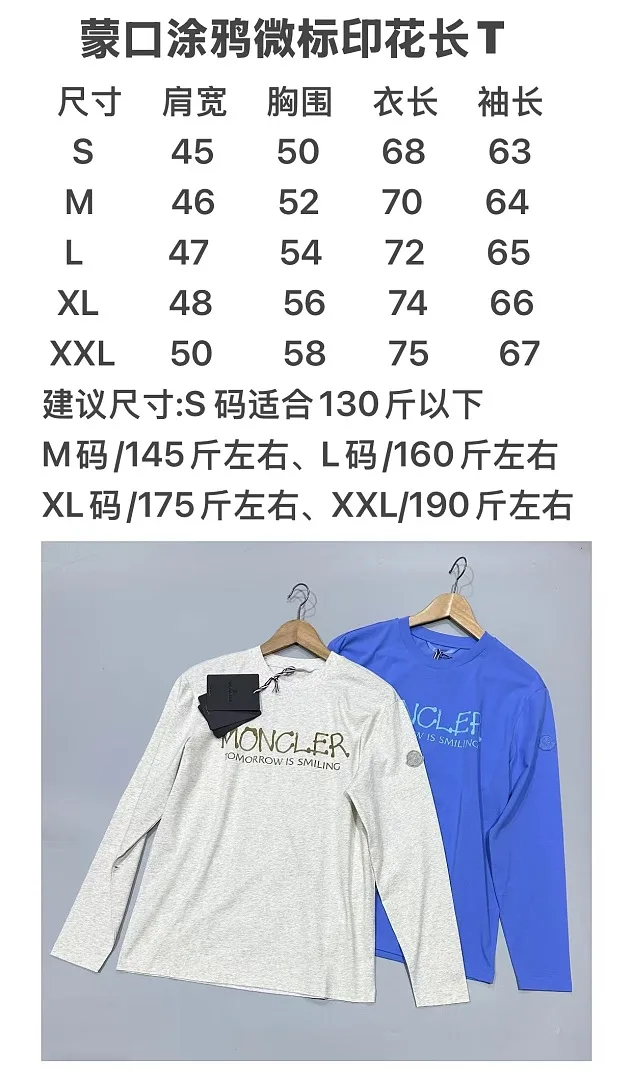 蒙口涂鸦微标印花长T
尺寸 肩宽 胸围 衣长 袖长
S 45 50 68 63
M 46 52 70 64
L 47 54 72 65
XL 48 56 74 66
XXL 50 58 75 67
建议尺寸:S码适合130斤以下
M码/145斤左右、L码/160斤左右
XL码/175斤左右、XXL/190斤左右
MONCLER
TOMORROW IS SMILING
NCLER
W IS SMILING